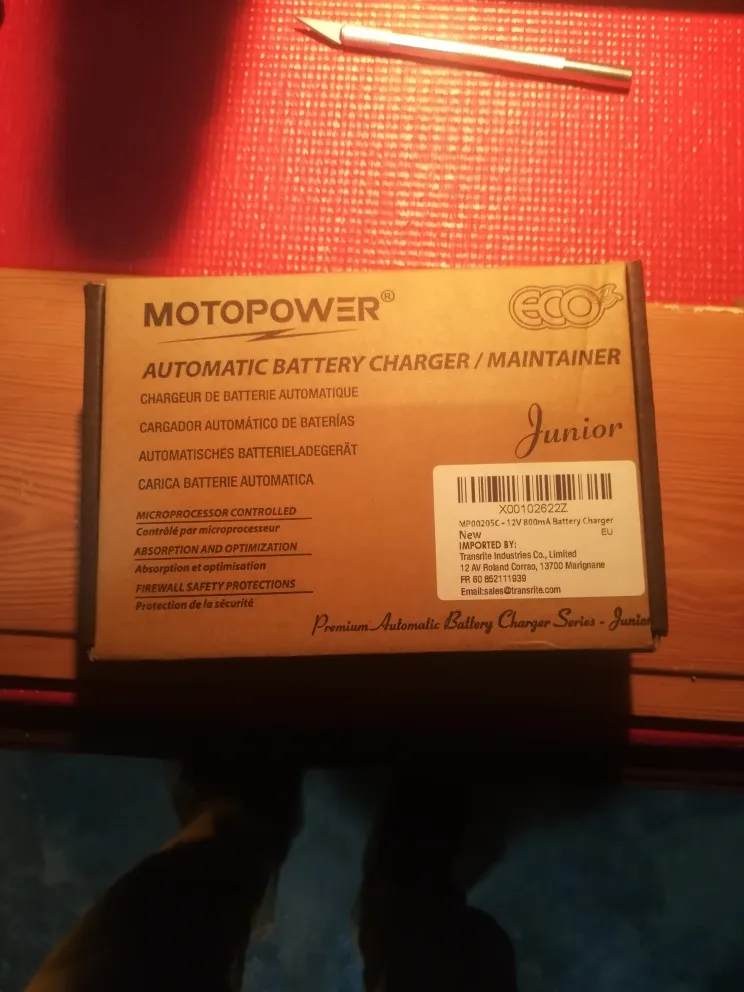 MOTOPOWER®
ECO
AUTOMATIC BATTERY CHARGER / MAINTAINER
CHARGEUR DE BATTERIE AUTOMATIQUE
CARGADOR AUTOMÁTICO DE BATERÍAS
AUTOMATISCHES BATTERIELADEGERÄT
CARICA BATTERIE AUTOMATICA
Junior
MICROPROCESSOR CONTROLLED
Contrôlé par microprocesseur
ABSORPTION AND OPTIMIZATION
Absorption et optimisation
FIREWALL SAFETY PROTECTIONS
Protection de la sécurité
X00102622Z
MP00205C - 12V 800mA Battery Charger
New EU
IMPORTED BY:
Transrite Industries Co., Limited
12 AV Roland Corrao, 13700 Marignane
FR 60 852111939
Email:sales@transrite.com
Premium Automatic Battery Charger Series - Junior